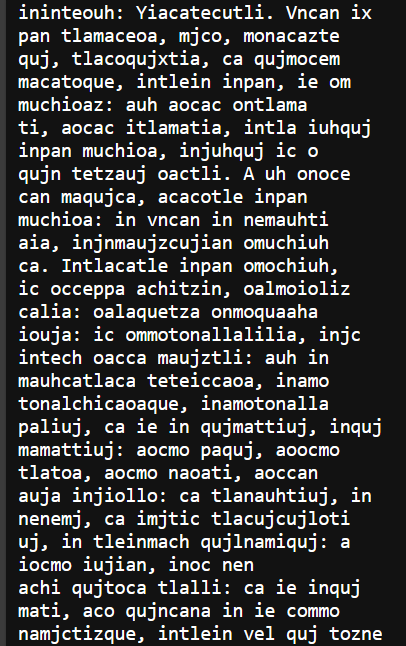 ininteouh: Yiacatecutli. Vncan ix
pan tlamaceoa, mjco, monacazte
quj, tlacoqujxtia, ca qujmocem
macatoque, intlein inpan, ie om
muchioaz: auh aocac ontlama
ti, aocac itlamatia, intla iuhquj
inpan muchioa, injuhquj ic o
qujn tetzauj oactli. A uh onoce
can maqujca, acacotle inpan
muchioa: in vncan in nemauhti
aia, injnmaujzcujian omuchiuh
ca. Intlacatle inpan omochiuh,
ic occeppa achitzin, oalmoioliz
calia: oalaquetza onmoquaaha
iouja: ic ommotonallalilia, injc
intech oacca maujztli: auh in
mauhcatlaca teteiccaoa, inamo
tonalchicaoaque, inamotonalla
paliuj, ca ie in qujmattiuj, inquj
mamattiuj: aocmo paquj, aoocmo
tlatoa, aocmo naoati, aoccan
auja injiollo: ca tlanauhtiuj, in
nenemj, ca imjtic tlacujcujloti
uj, in tleinmach qujlnamiquj: a
iocmo iujian, inoc nen
achi qujtoca tlalli: ca ie inquj
mati, aco qujncana in ie commo
namjctizque, intlein vel quj tozne